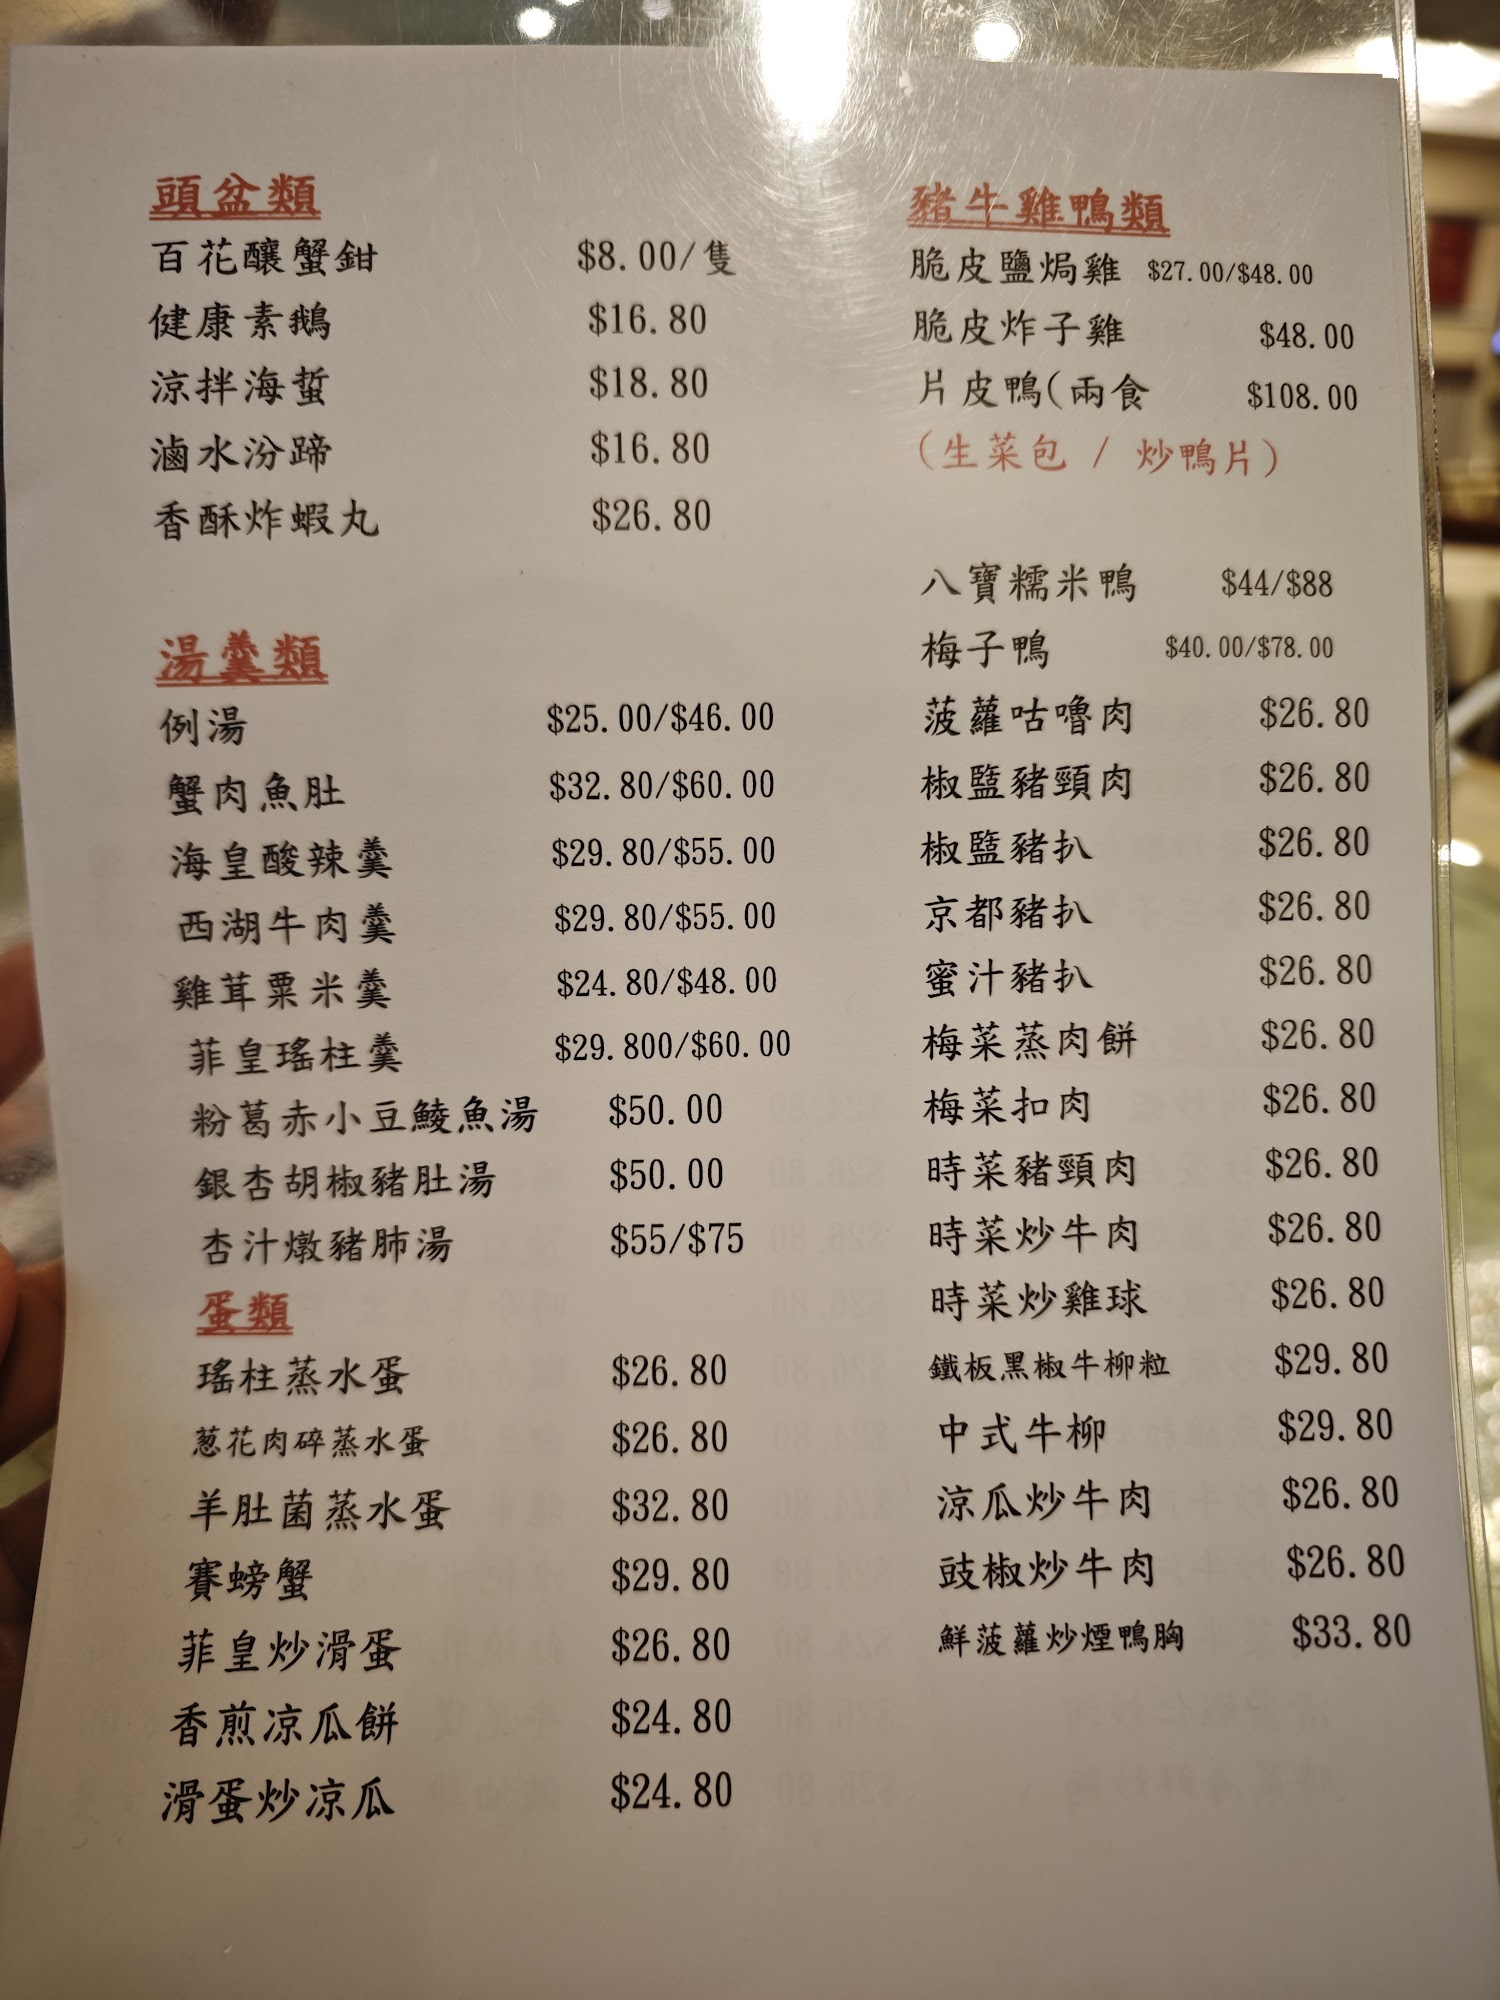 頭盆類
百花釀蟹鉗 $8.00/隻
健康素鵝 $16.80
涼拌海蜇 $18.80
滷水汾蹄 $16.80
香酥炸蝦丸 $26.80
湯羹類
例湯 $25.00/$46.00
蟹肉魚肚 $32.80/$60.00
海皇酸辣羹 $29.80/$55.00
西湖牛肉羹 $29.80/$55.00
雞茸粟米羹 $24.80/$48.00
菲皇瑤柱羹 $29.800/$60.00
粉葛赤小豆鯪魚湯 $50.00
銀杏胡椒豬肚湯 $50.00
杏汁燉豬肺湯 $55/$75
蛋類
瑤柱蒸水蛋 $26.80
葱花肉碎蒸水蛋 $26.80
羊肚菌蒸水蛋 $32.80
賽螃蟹 $29.80
菲皇炒滑蛋 $26.80
香煎凉瓜餅 $24.80
滑蛋炒凉瓜 $24.80
豬牛雞鴨類
脆皮鹽焗雞 $27.00/$48.00
脆皮炸子雞 $48.00
片皮鴨(兩食 $108.00
(生菜包 / 炒鴨片)
八寶糯米鴨 $44/$88
梅子鴨 $40.00/$78.00
菠蘿咕嚕肉 $26.80
椒盬豬頸肉 $26.80
椒盬豬扒 $26.80
京都豬扒 $26.80
蜜汁豬扒 $26.80
梅菜蒸肉餅 $26.80
梅菜扣肉 $26.80
時菜豬頸肉 $26.80
時菜炒牛肉 $26.80
時菜炒雞球 $26.80
鐵板黑椒牛柳粒 $29.80
中式牛柳 $29.80
涼瓜炒牛肉 $26.80
豉椒炒牛肉 $26.80
鮮菠蘿炒煙鴨胸 $33.80